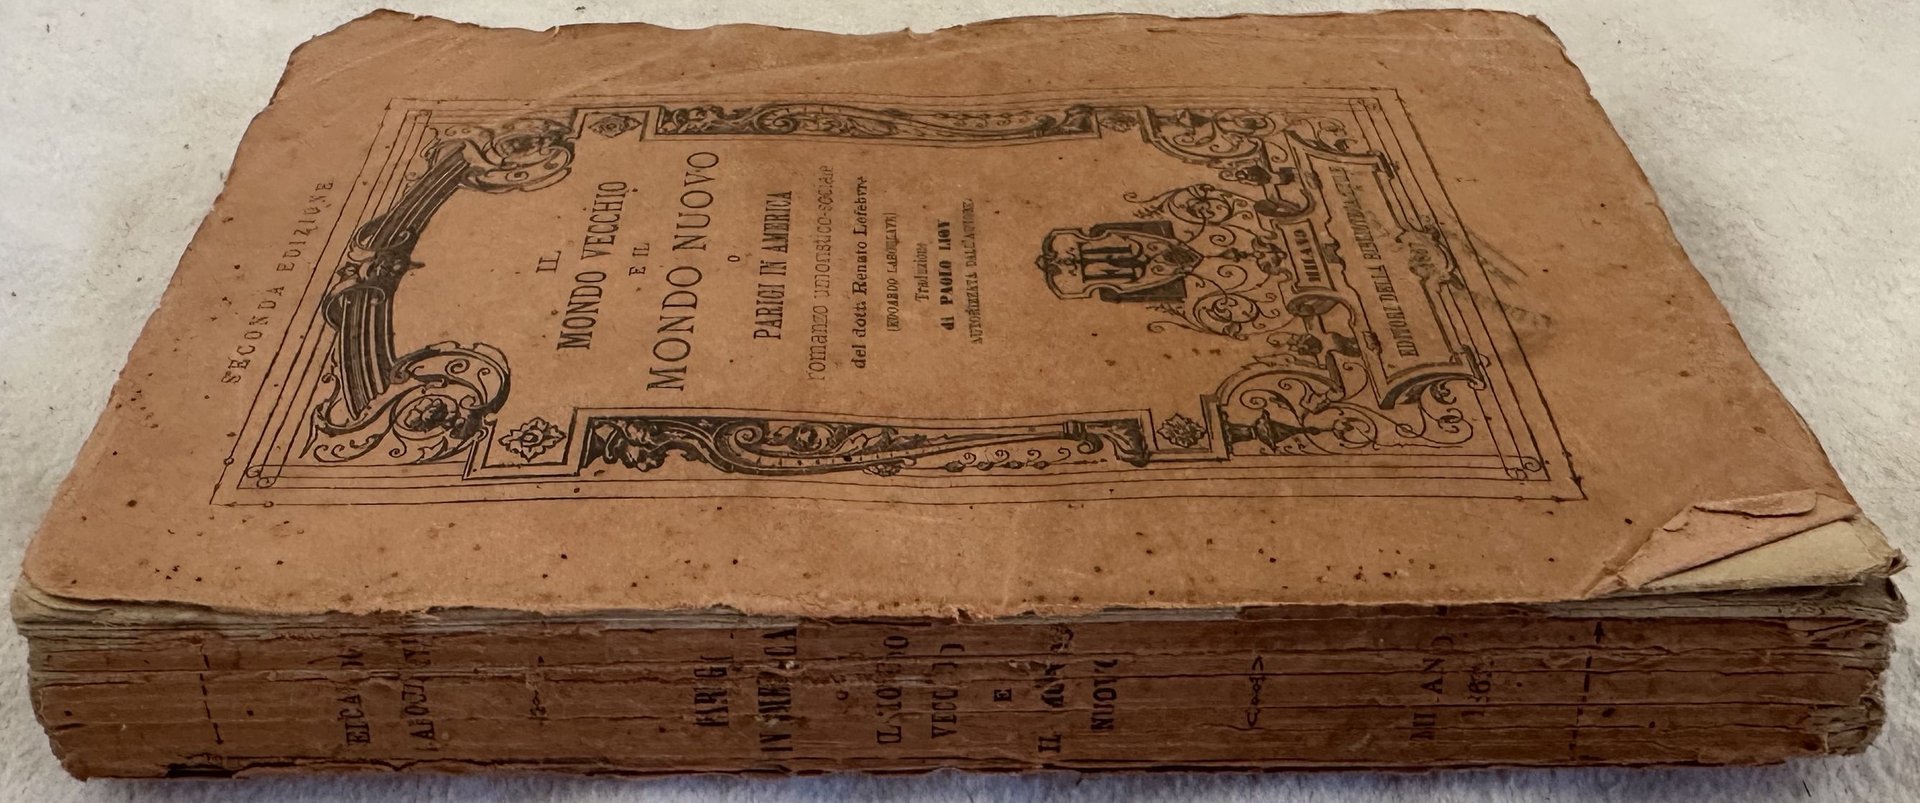 SECONDA EDIZIONE
IL
MONDO VECCHIO
E IL
MONDO NUOVO
O
PARIGI IN AMERICA
romanzo umoristico-sociale
del dott. Renato Lefebvre
(EDOARDO LABOULAYE)
Traduzione
di PAOLO LIOY
AUTORIZZATA DALL'AUTORE.
MILANO
EDITORI DELLA BIBLIOTECA UTILE
PARIGI
IN AMERICA
O
IL MONDO
VECCHIO
E
IL MONDO
NUOVO
MILANO